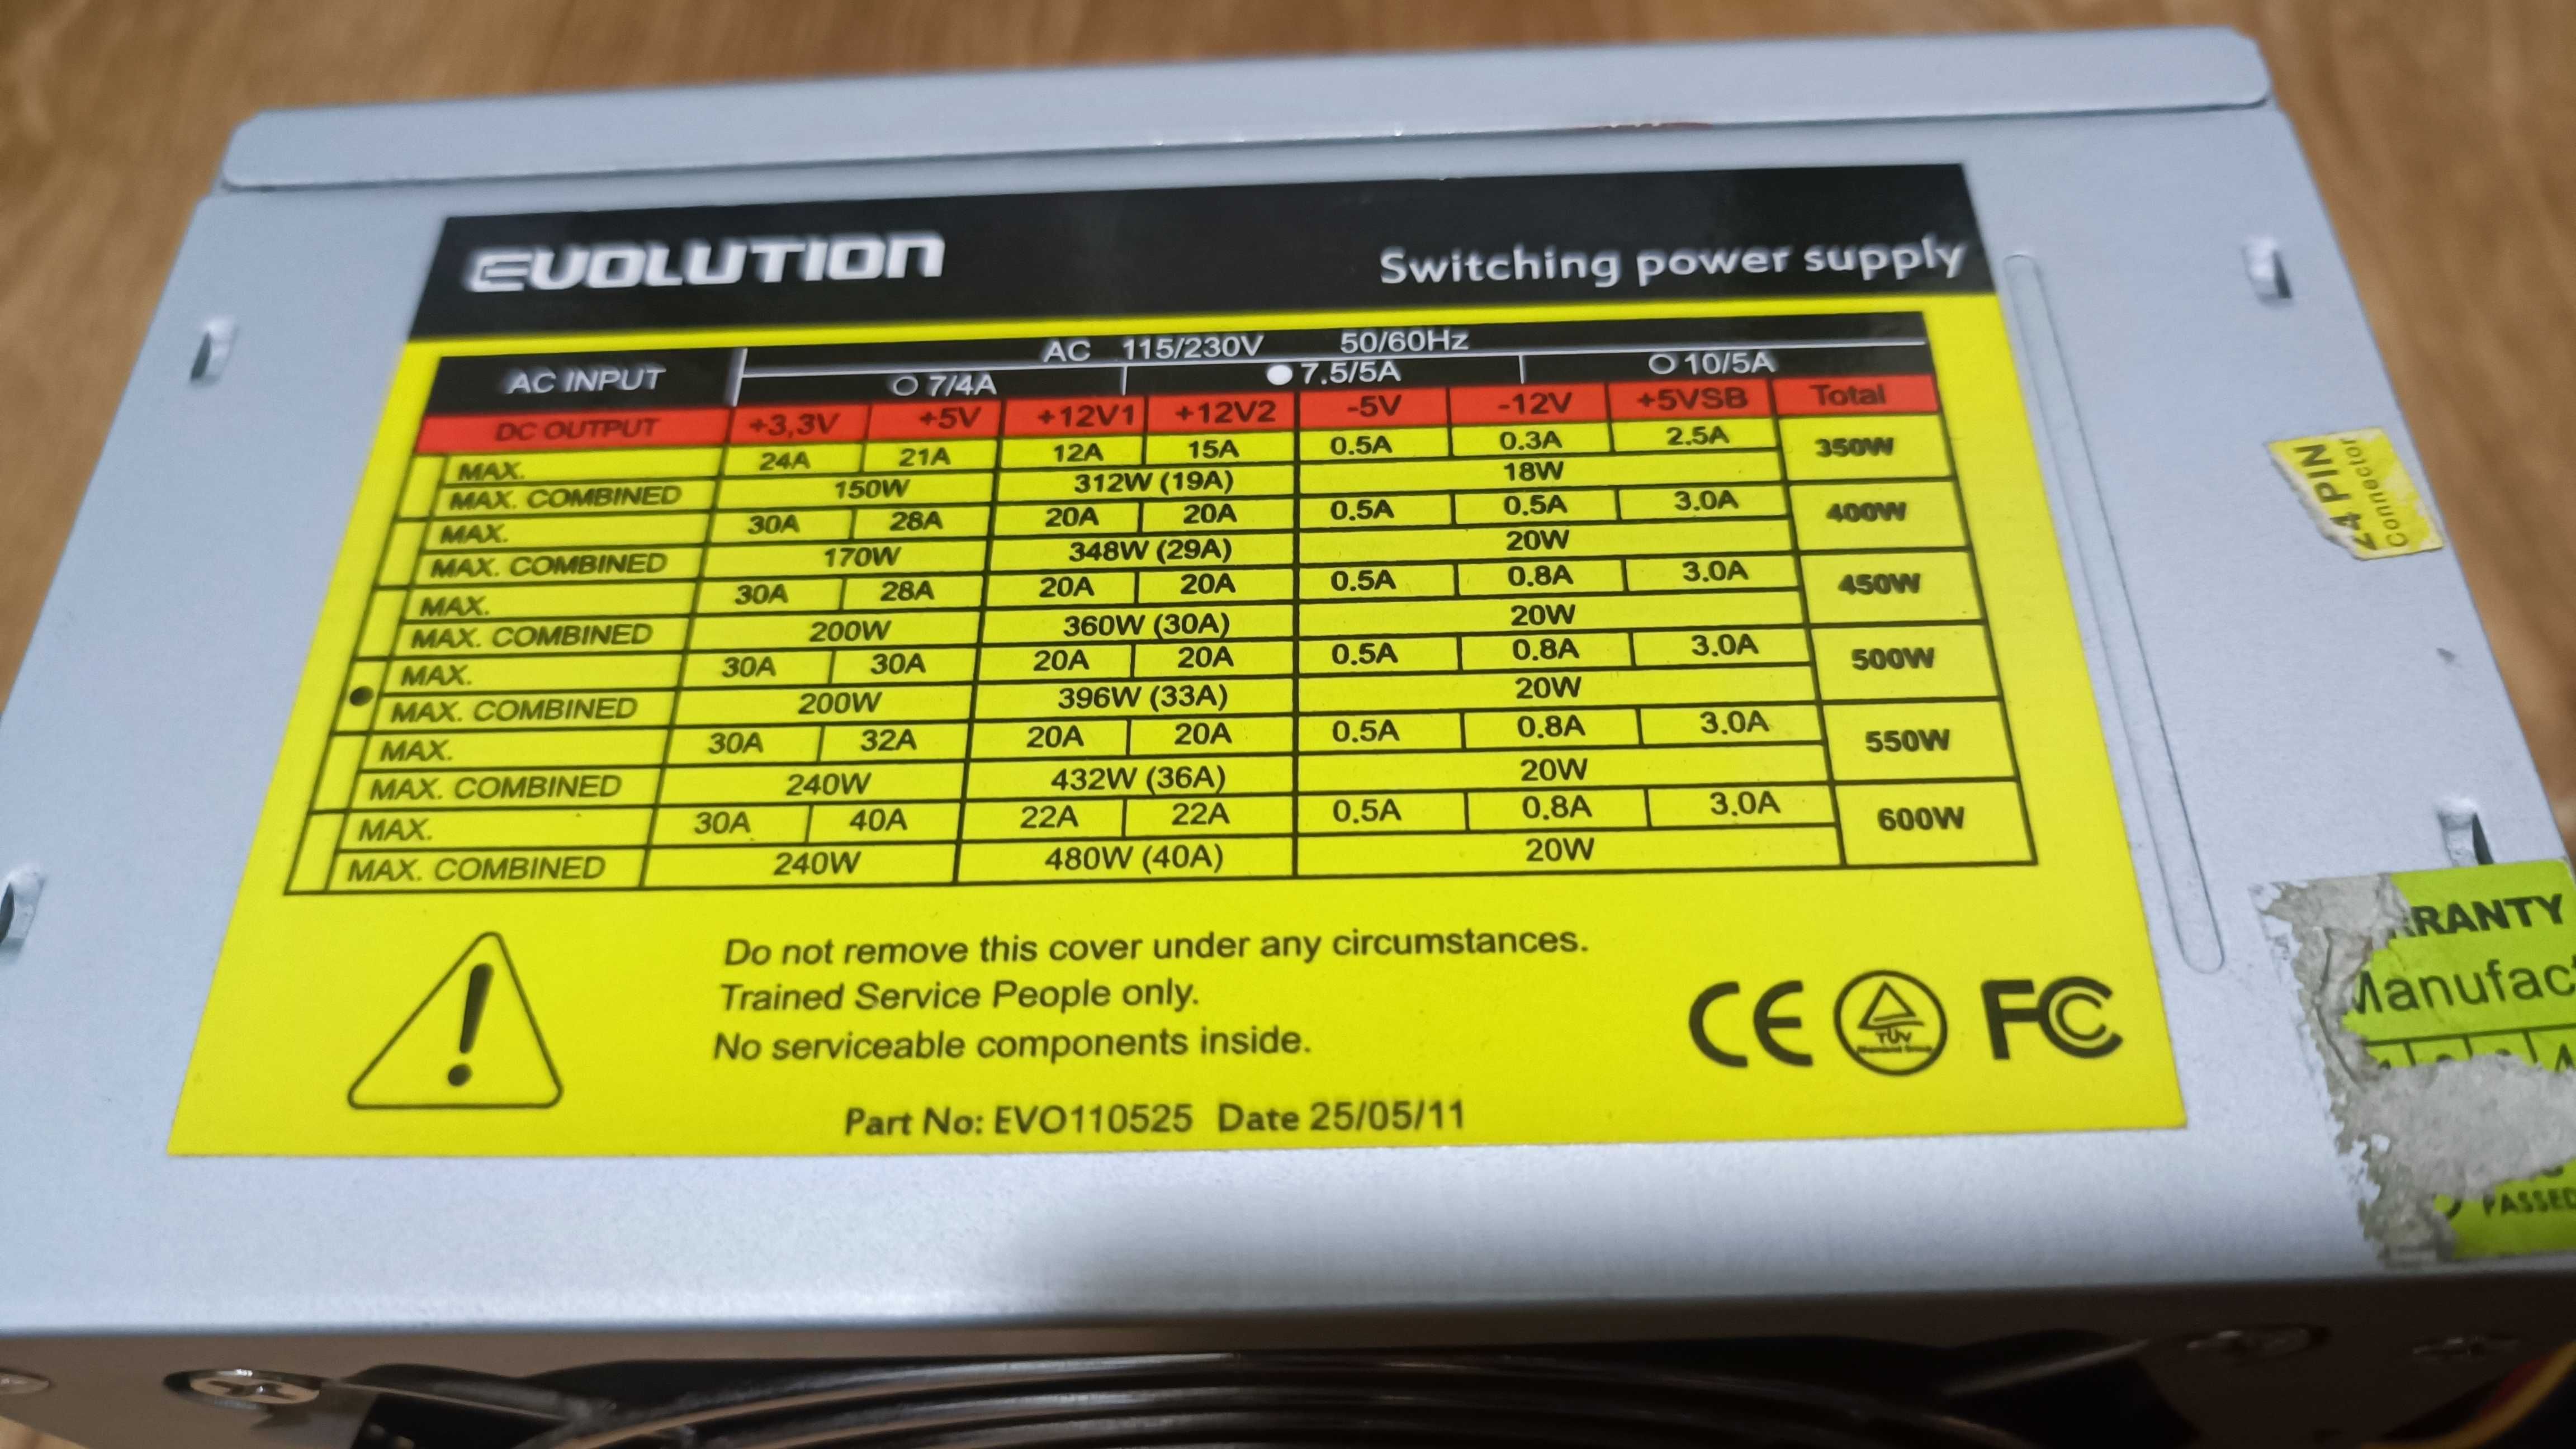 EVOLUTION
Switching power supply
AC INPUT
AC 115/230V 50/60Hz
7/4A 7.5/5A 10/5A
DC OUTPUT +3,3V +5V +12V1 +12V2 -5V -12V +5VSB Total
MAX. 24A 21A 12A 15A 0.5A 0.3A 2.5A 350W
MAX. COMBINED 150W 312W (19A) 18W
MAX. 30A 28A 20A 20A 0.5A 0.5A 3.0A 400W
MAX. COMBINED 170W 348W (29A) 20W
MAX. 30A 28A 20A 20A 0.5A 0.8A 3.0A 450W
MAX. COMBINED 200W 360W (30A) 20W
MAX. 30A 30A 20A 20A 0.5A 0.8A 3.0A 500W
MAX. COMBINED 200W 396W (33A) 20W
MAX. 30A 32A 20A 20A 0.5A 0.8A 3.0A 550W
MAX. COMBINED 240W 432W (36A) 20W
MAX. 30A 40A 22A 22A 0.5A 0.8A 3.0A 600W
MAX. COMBINED 240W 480W (40A) 20W
Do not remove this cover under any circumstances.
Trained Service People only.
No serviceable components inside.
CE TÜV FC
Part No: EVO110525 Date 25/05/11
24 PIN
Connector
RRANTY
Manufac
PASSED